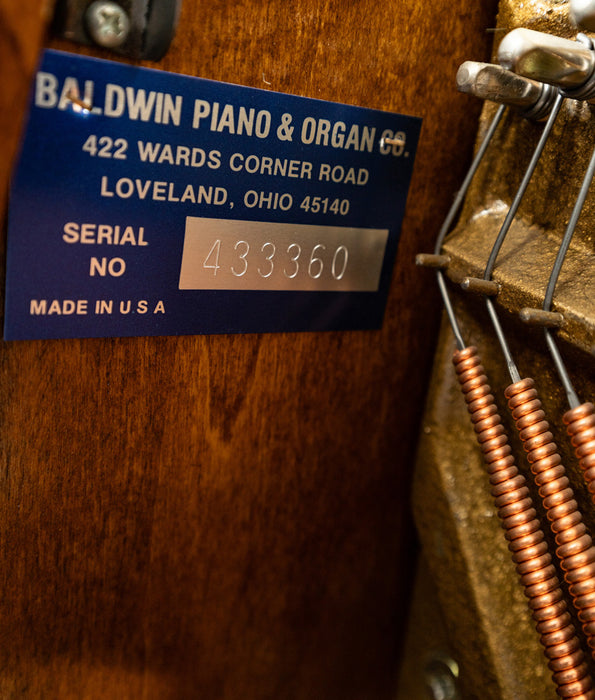 BALDWIN PIANO & ORGAN CO.
422 WARDS CORNER ROAD
LOVELAND, OHIO 45140
SERIAL
NO
433360
MADE IN U S A